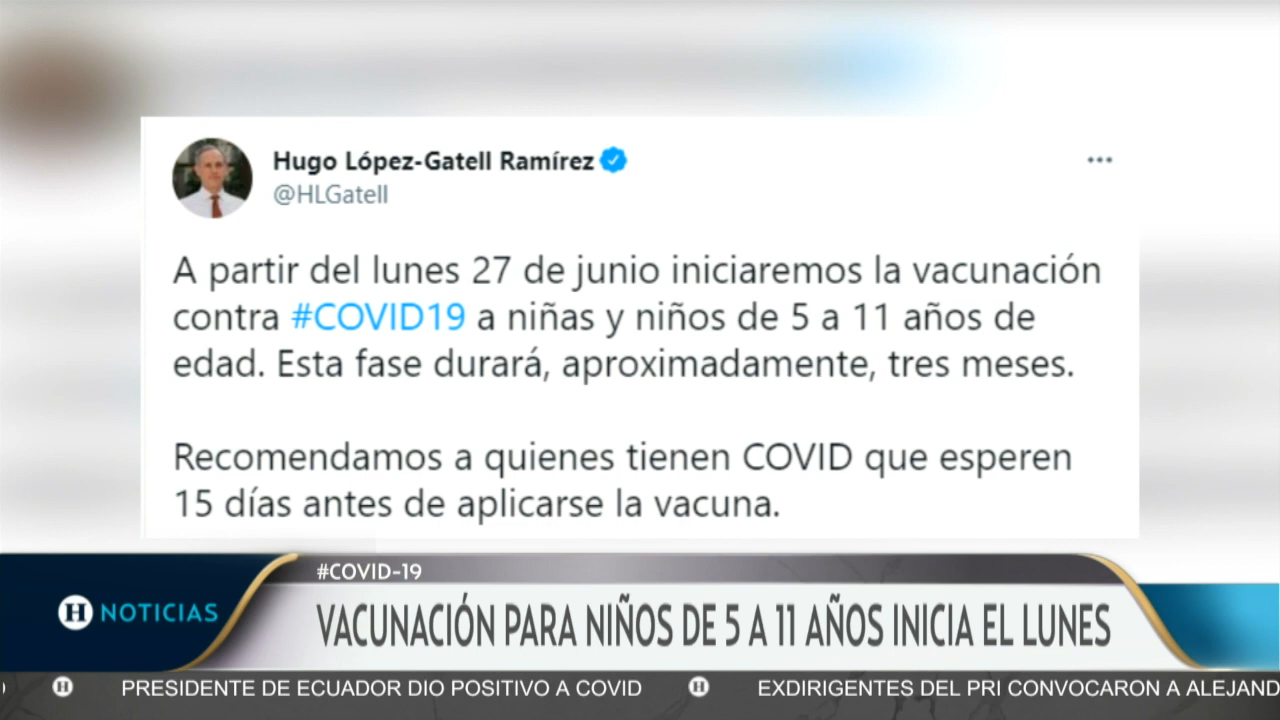 Hugo López-Gatell Ramírez
@HLGatell
A partir del lunes 27 de junio iniciaremos la vacunación
contra #COVID19 a niñas y niños de 5 a 11 años de
edad. Esta fase durará, aproximadamente, tres meses.
Recomendamos a quienes tienen COVID que esperen
15 días antes de aplicarse la vacuna.
#COVID-19
H NOTICIAS
VACUNACIÓN PARA NIÑOS DE 5 A 11 AÑOS INICIA EL LUNES
H PRESIDENTE DE ECUADOR DIO POSITIVO A COVID H EXDIRIGENTES DEL PRI CONVOCARON A ALEJAND